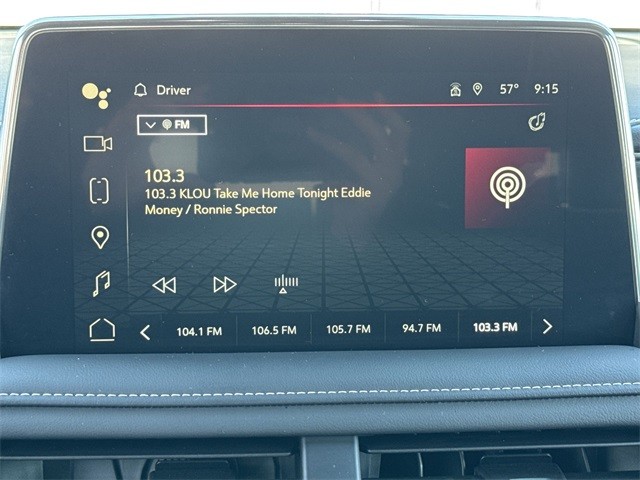 Driver
57° 9:15
FM
103.3
103.3 KLOU Take Me Home Tonight Eddie
Money / Ronnie Spector
104.1 FM 106.5 FM 105.7 FM 94.7 FM 103.3 FM